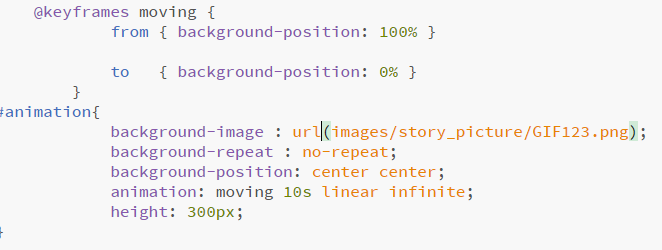 @keyframes moving {
from { background-position: 100% }
to { background-position: 0% }
}
#animation{
background-image : url(images/story_picture/GIF123.png);
background-repeat : no-repeat;
background-position: center center;
animation: moving 10s linear infinite;
height: 300px;
}